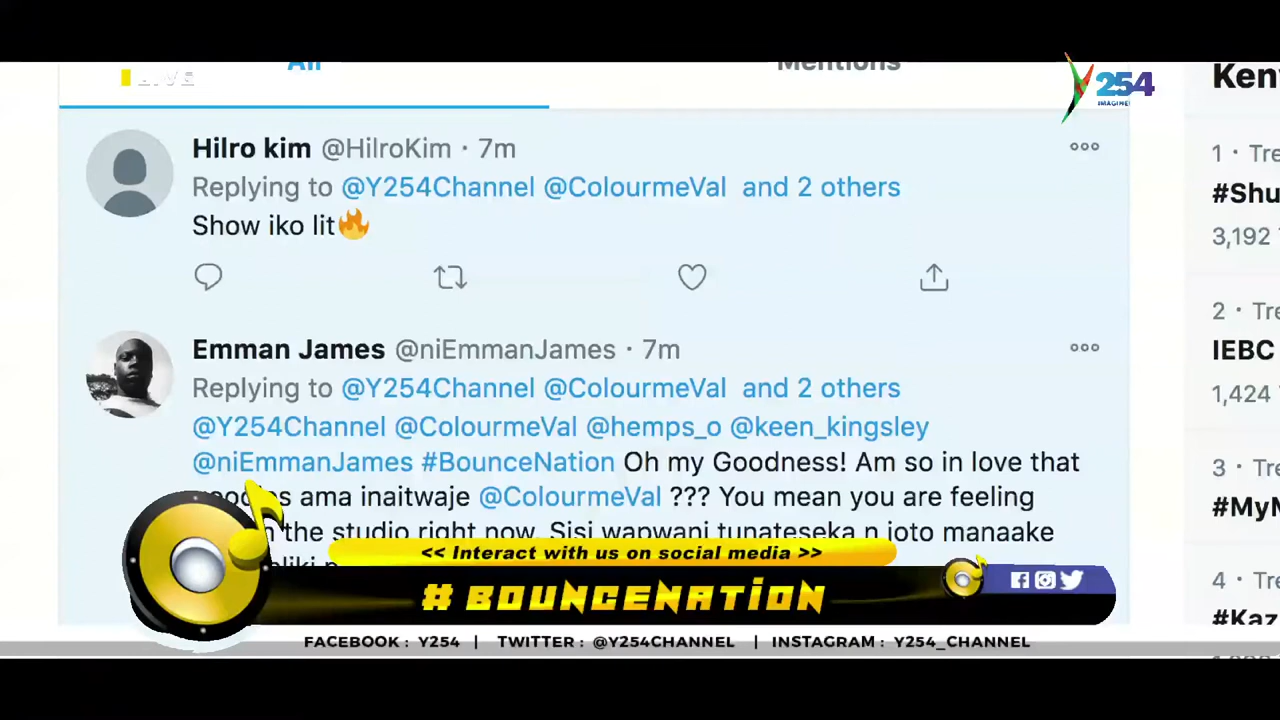 All
Mentions
LIVE
254
IMAGINE!
Hilro kim @HilroKim · 7m
Replying to @Y254Channel @ColourmeVal and 2 others
Show iko lit🔥
Emman James @niEmmanJames · 7m
Replying to @Y254Channel @ColourmeVal and 2 others
@Y254Channel @ColourmeVal @hemps_o @keen_kingsley
@niEmmanJames #BounceNation Oh my Goodness! Am so in love that
ama inaitwaje @ColourmeVal ??? You mean you are feeling
the studio right now. Sisi wapwani tunateseka n joto manaake
1 · Tre
#Shu
3,192
2 · Tre
IEBC
1,424
3 · Tre
#MyN
4 · Tre
#Kaz
<< Interact with us on social media >>
# BOUNCENATION
FACEBOOK : Y254 | TWITTER : @Y254CHANNEL | INSTAGRAM : Y254_CHANNEL